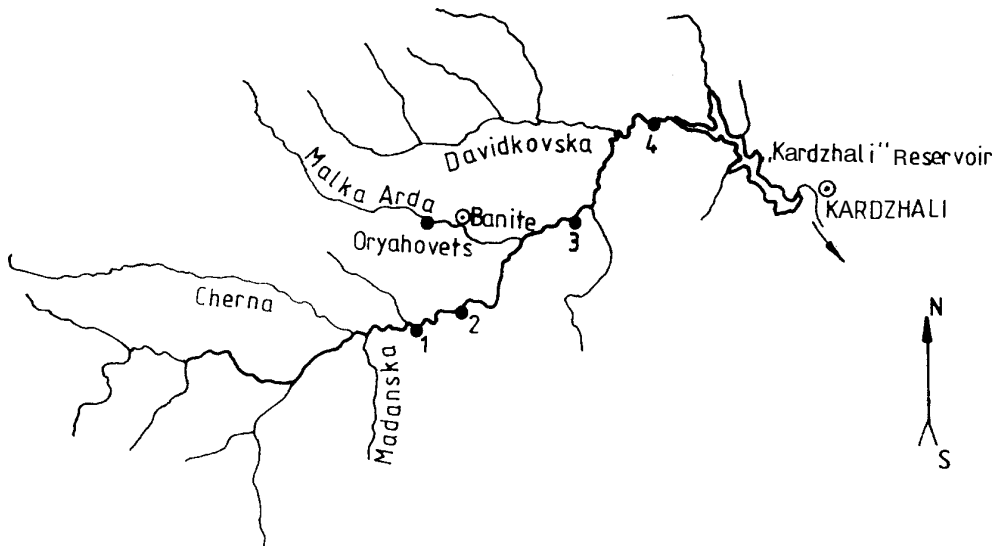 Davidkovska
4
„Kardzhali" Reservoir
KARDZHALI
Malka Arda
Banite
Oryahovets
3
Cherna
2
1
Madanska
N
S